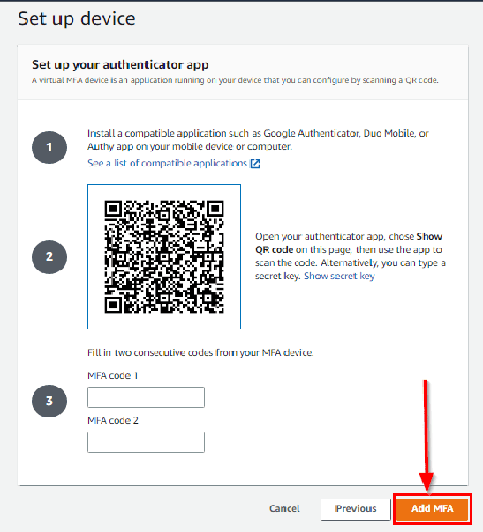 Set up device
Set up your authenticator app
A virtual MFA device is an application running on your device that you can configure by scanning a QR code.
1
Install a compatible application such as Google Authenticator, Duo Mobile, or
Authy app on your mobile device or computer.
See a list of compatible applications
2
Open your authenticator app, chose Show
QR code on this page, then use the app to
scan the code. Alternatively, you can type a
secret key. Show secret key
Fill in two consecutive codes from your MFA device.
3
MFA code 1
MFA code 2
Cancel
Previous
Add MFA